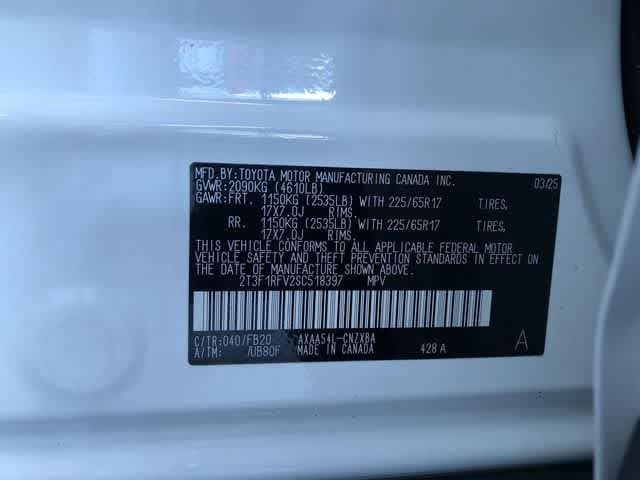 MFD.BY:TOYOTA MOTOR MANUFACTURING CANADA INC. 03/25
GVWR:2090KG (4610LB)
GAWR:FRT. 1150KG (2535LB) WITH 225/65R17 TIRES,
17X7.0J RIMS.
RR. 1150KG (2535LB) WITH 225/65R17 TIRES,
17X7.0J RIMS.
THIS VEHICLE CONFORMS TO ALL APPLICABLE FEDERAL MOTOR
VEHICLE SAFETY AND THEFT PREVENTION STANDARDS IN EFFECT ON
THE DATE OF MANUFACTURE SHOWN ABOVE.
2T3F1RFV2SC518397 MPV
C/TR:040/FB20 AXAA54L-CNZXBA
A/TM: /UB80F MADE IN CANADA 428 A A